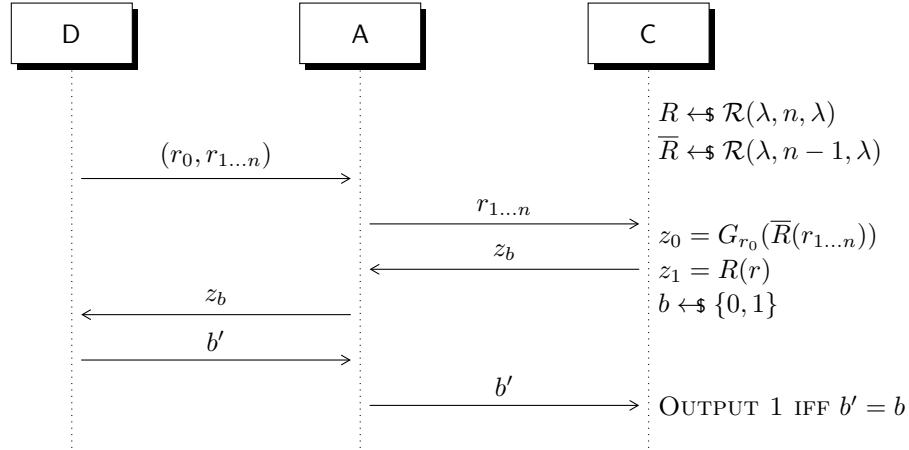 D
A
C
R ←$ 𝓡(λ, n, λ)
R̅ ←$ 𝓡(λ, n − 1, λ)
(r₀, r₁...ₙ)
r₁...ₙ
z₀ = G_{r₀}(R̅(r₁...ₙ))
z_b
z₁ = R(r)
z_b
b ←$ {0, 1}
b′
b′
OUTPUT 1 IFF b′ = b